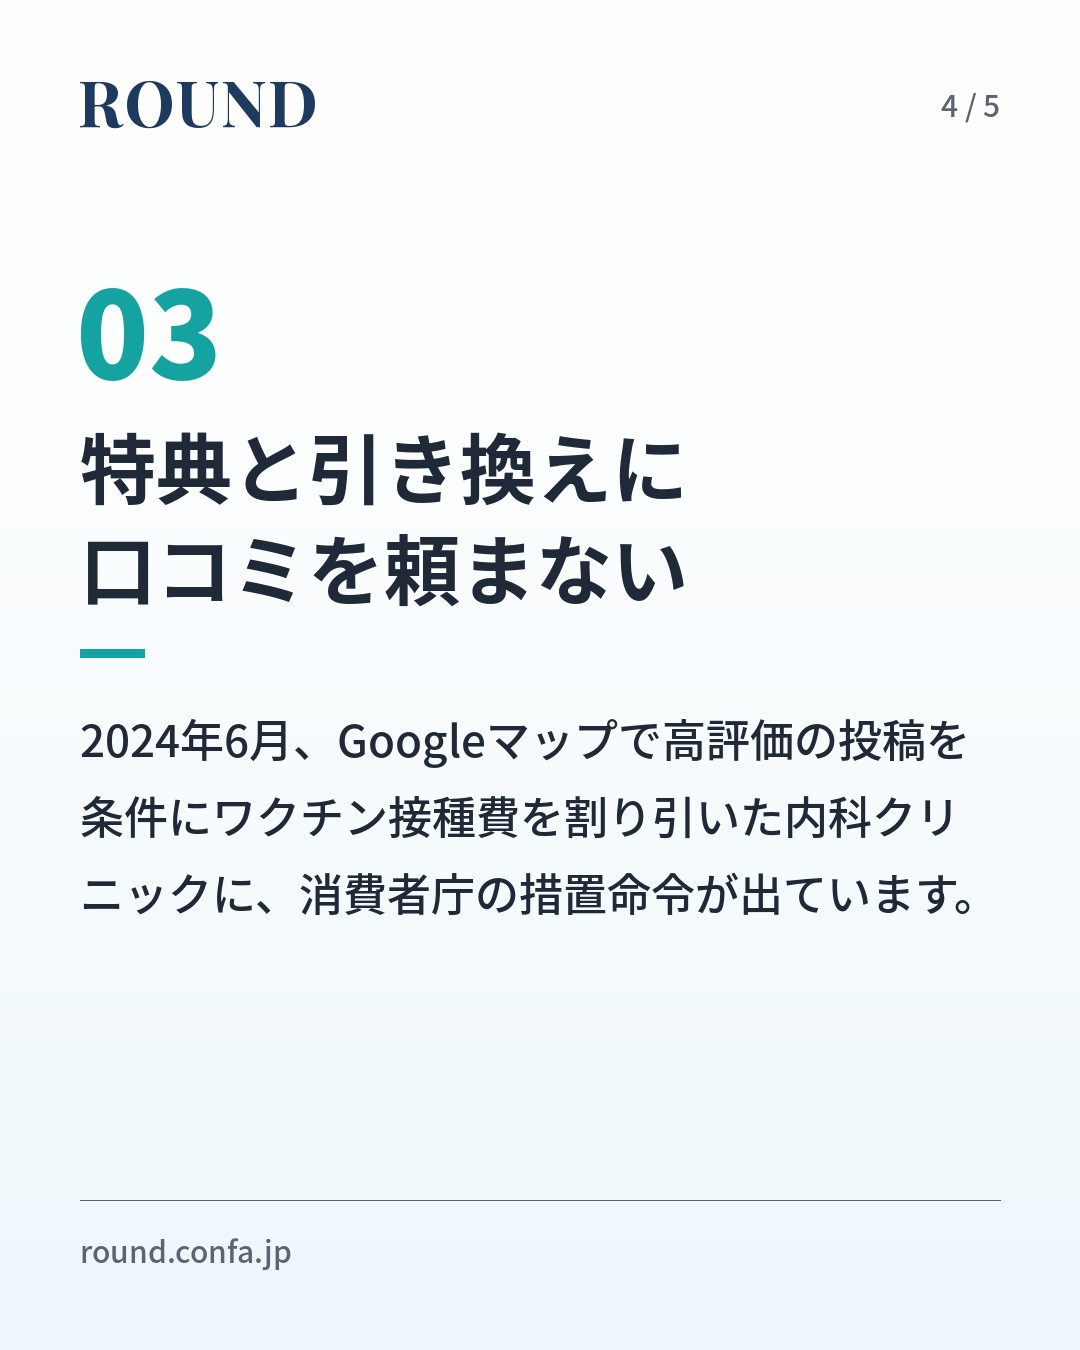 ROUND
4 / 5
03
特典と引き換えに
口コミを頼まない
2024年6月、Googleマップで高評価の投稿を
条件にワクチン接種費を割り引いた内科クリ
ニックに、消費者庁の措置命令が出ています。
round.confa.jp